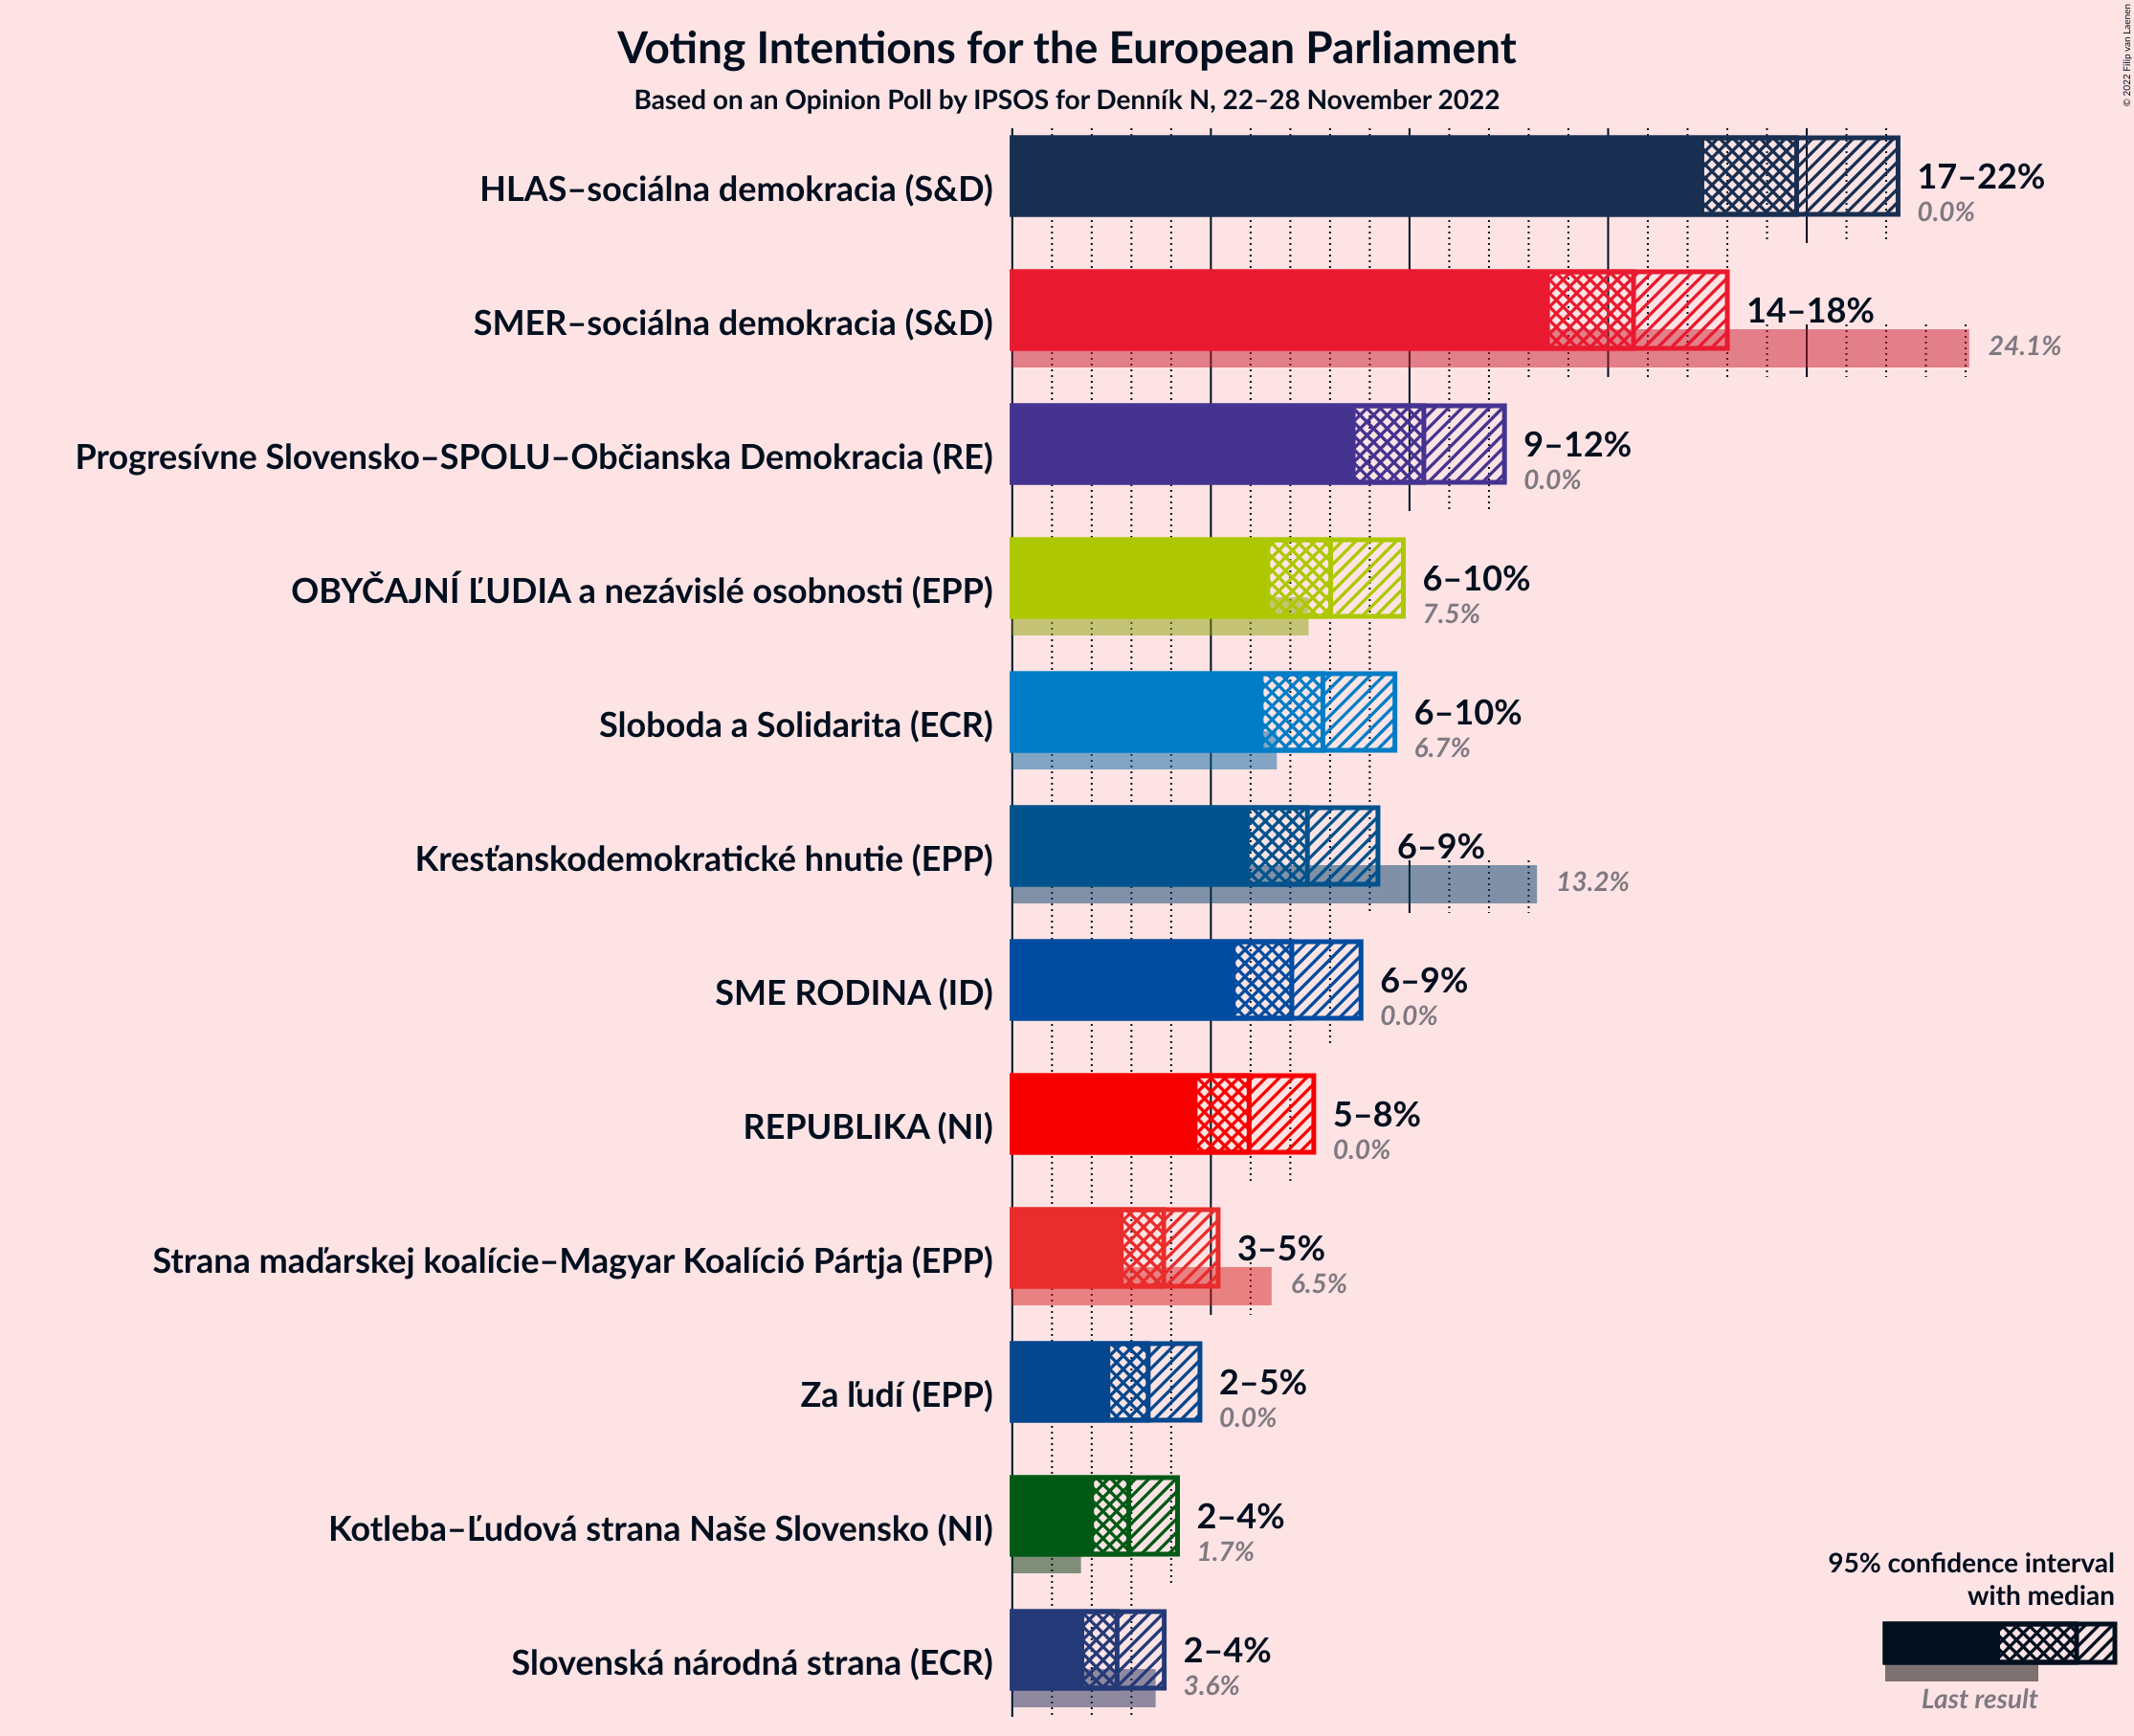 © 2022 Filip van Laenen
Voting Intentions for the European Parliament
Based on an Opinion Poll by IPSOS for Denník N, 22–28 November 2022
HLAS–sociálna demokracia (S&D)
17–22%
0.0%
SMER–sociálna demokracia (S&D)
14–18%
24.1%
Progresívne Slovensko–SPOLU–Občianska Demokracia (RE)
9–12%
0.0%
OBYČAJNÍ ĽUDIA a nezávislé osobnosti (EPP)
6–10%
7.5%
Sloboda a Solidarita (ECR)
6–10%
6.7%
Kresťanskodemokratické hnutie (EPP)
6–9%
13.2%
SME RODINA (ID)
6–9%
0.0%
REPUBLIKA (NI)
5–8%
0.0%
Strana maďarskej koalície–Magyar Koalíció Pártja (EPP)
3–5%
6.5%
Za ľudí (EPP)
2–5%
0.0%
Kotleba–Ľudová strana Naše Slovensko (NI)
2–4%
1.7%
Slovenská národná strana (ECR)
2–4%
3.6%
95% confidence interval
with median
Last result